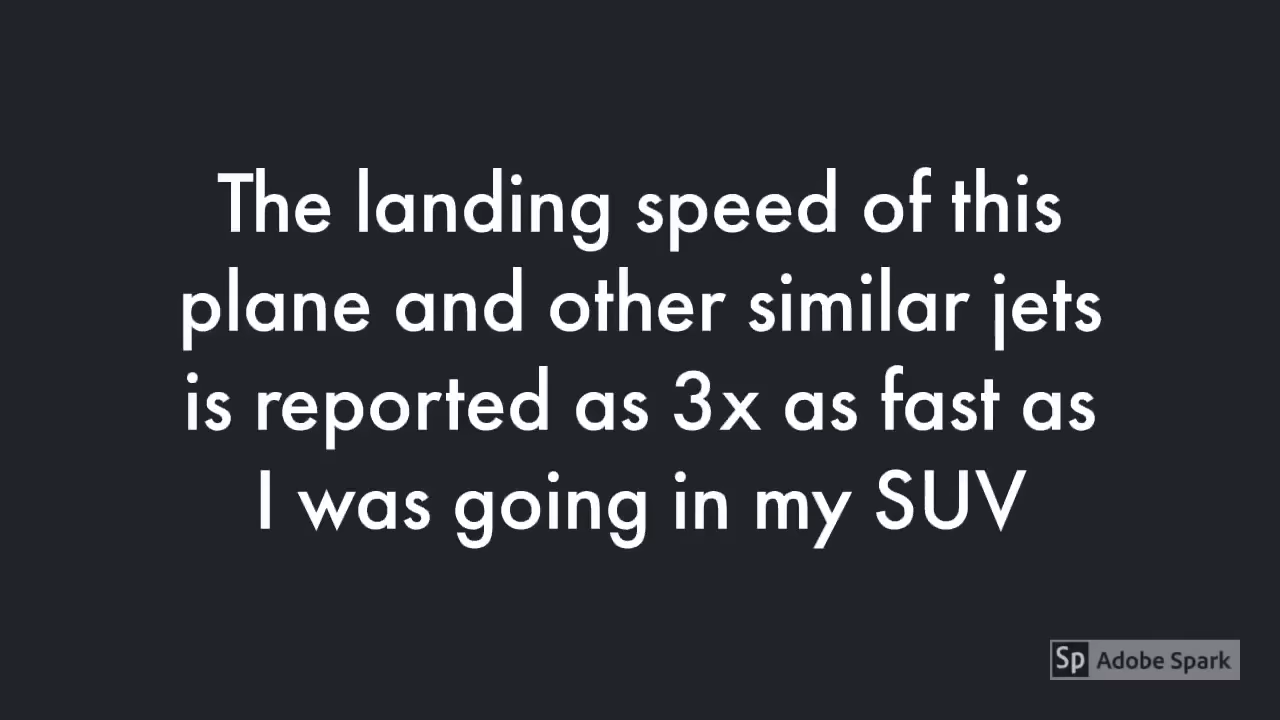 The landing speed of this
plane and other similar jets
is reported as 3x as fast as
I was going in my SUV
Sp Adobe Spark